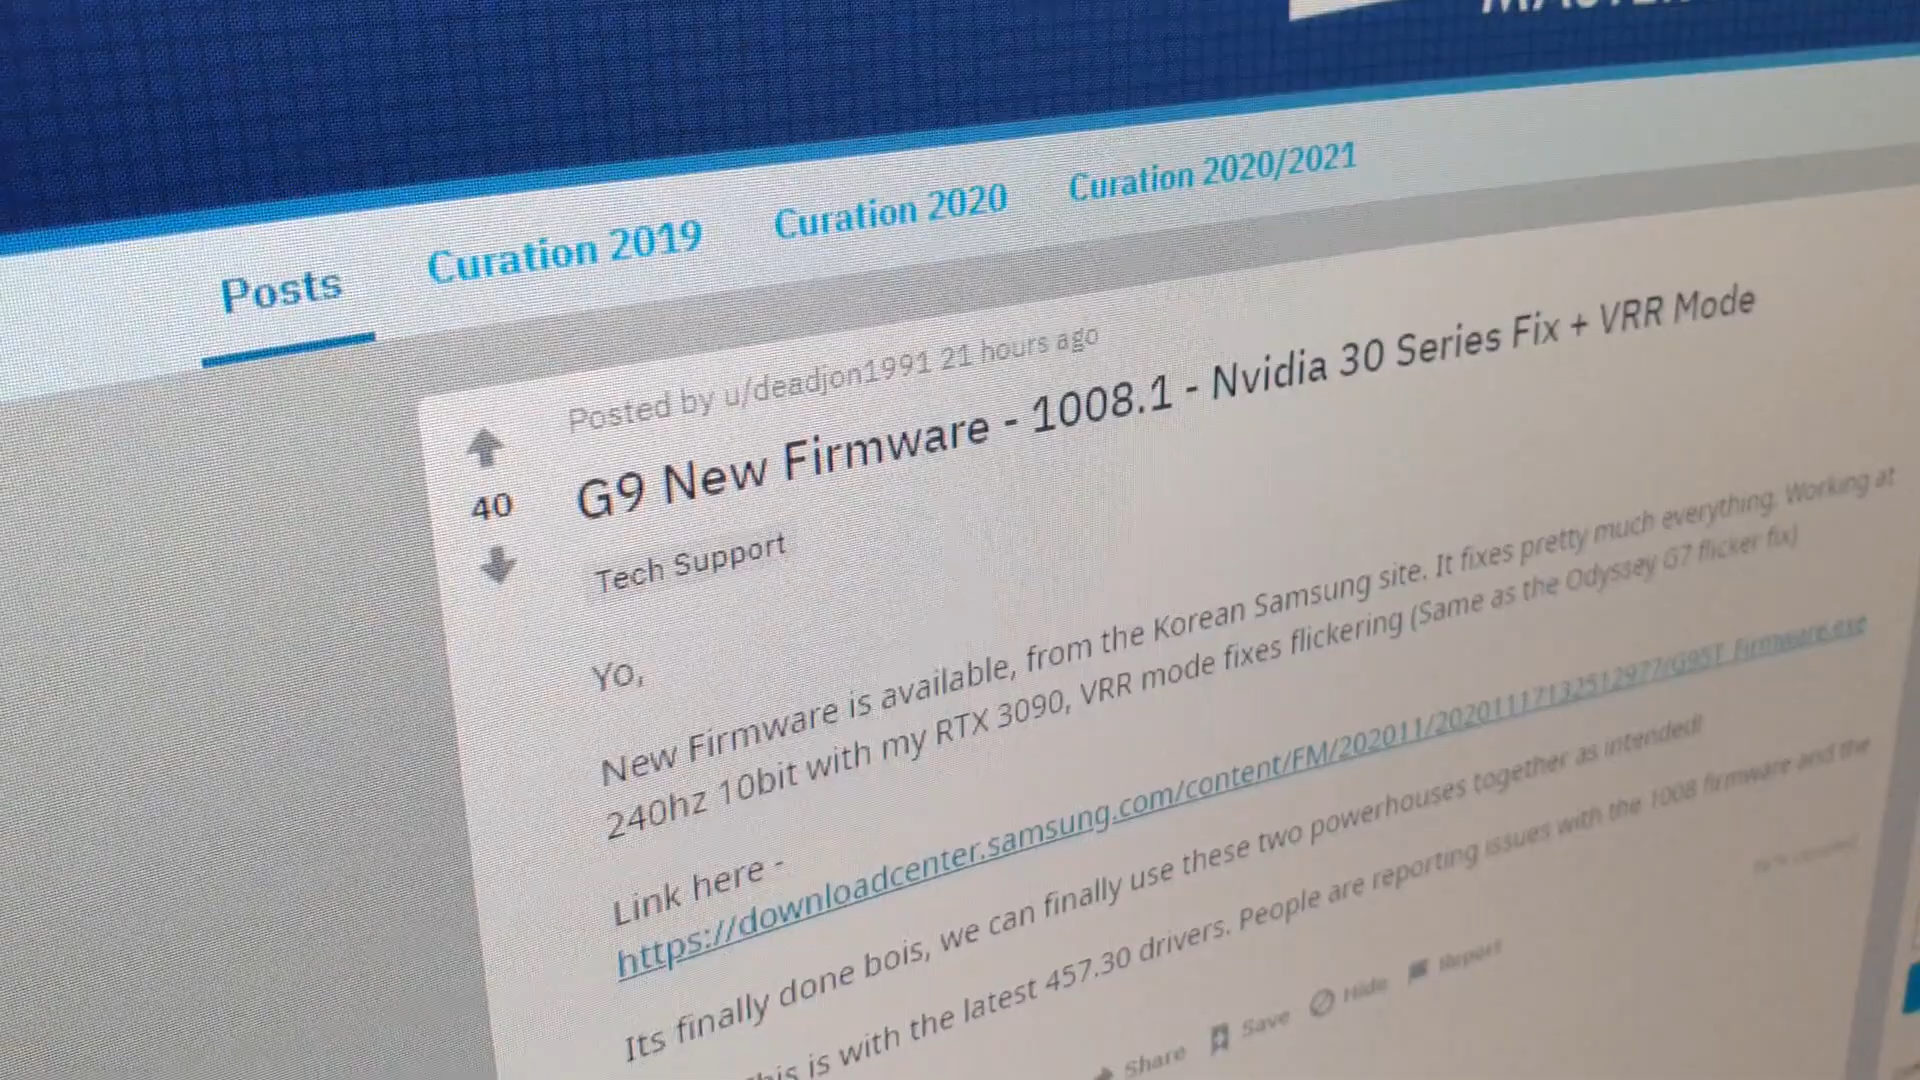 Posts Curation 2019 Curation 2020 Curation 2020/2021
Posted by u/deadjon1991 21 hours ago
40
G9 New Firmware - 1008.1 - Nvidia 30 Series Fix + VRR Mode
Tech Support
Yo,
New Firmware is available, from the Korean Samsung site. It fixes pretty much everything. Working at
240hz 10bit with my RTX 3090, VRR mode fixes flickering (Same as the Odyssey G7 flicker fix)
Link here -
https://downloadcenter.samsung.com/content/FM/202011/20201117132512977/G95T_Firmware.exe
Its finally done bois, we can finally use these two powerhouses together as intended!
is with the latest 457.30 drivers. People are reporting issues with the 1008 firmware and the
Share Save Hide Report